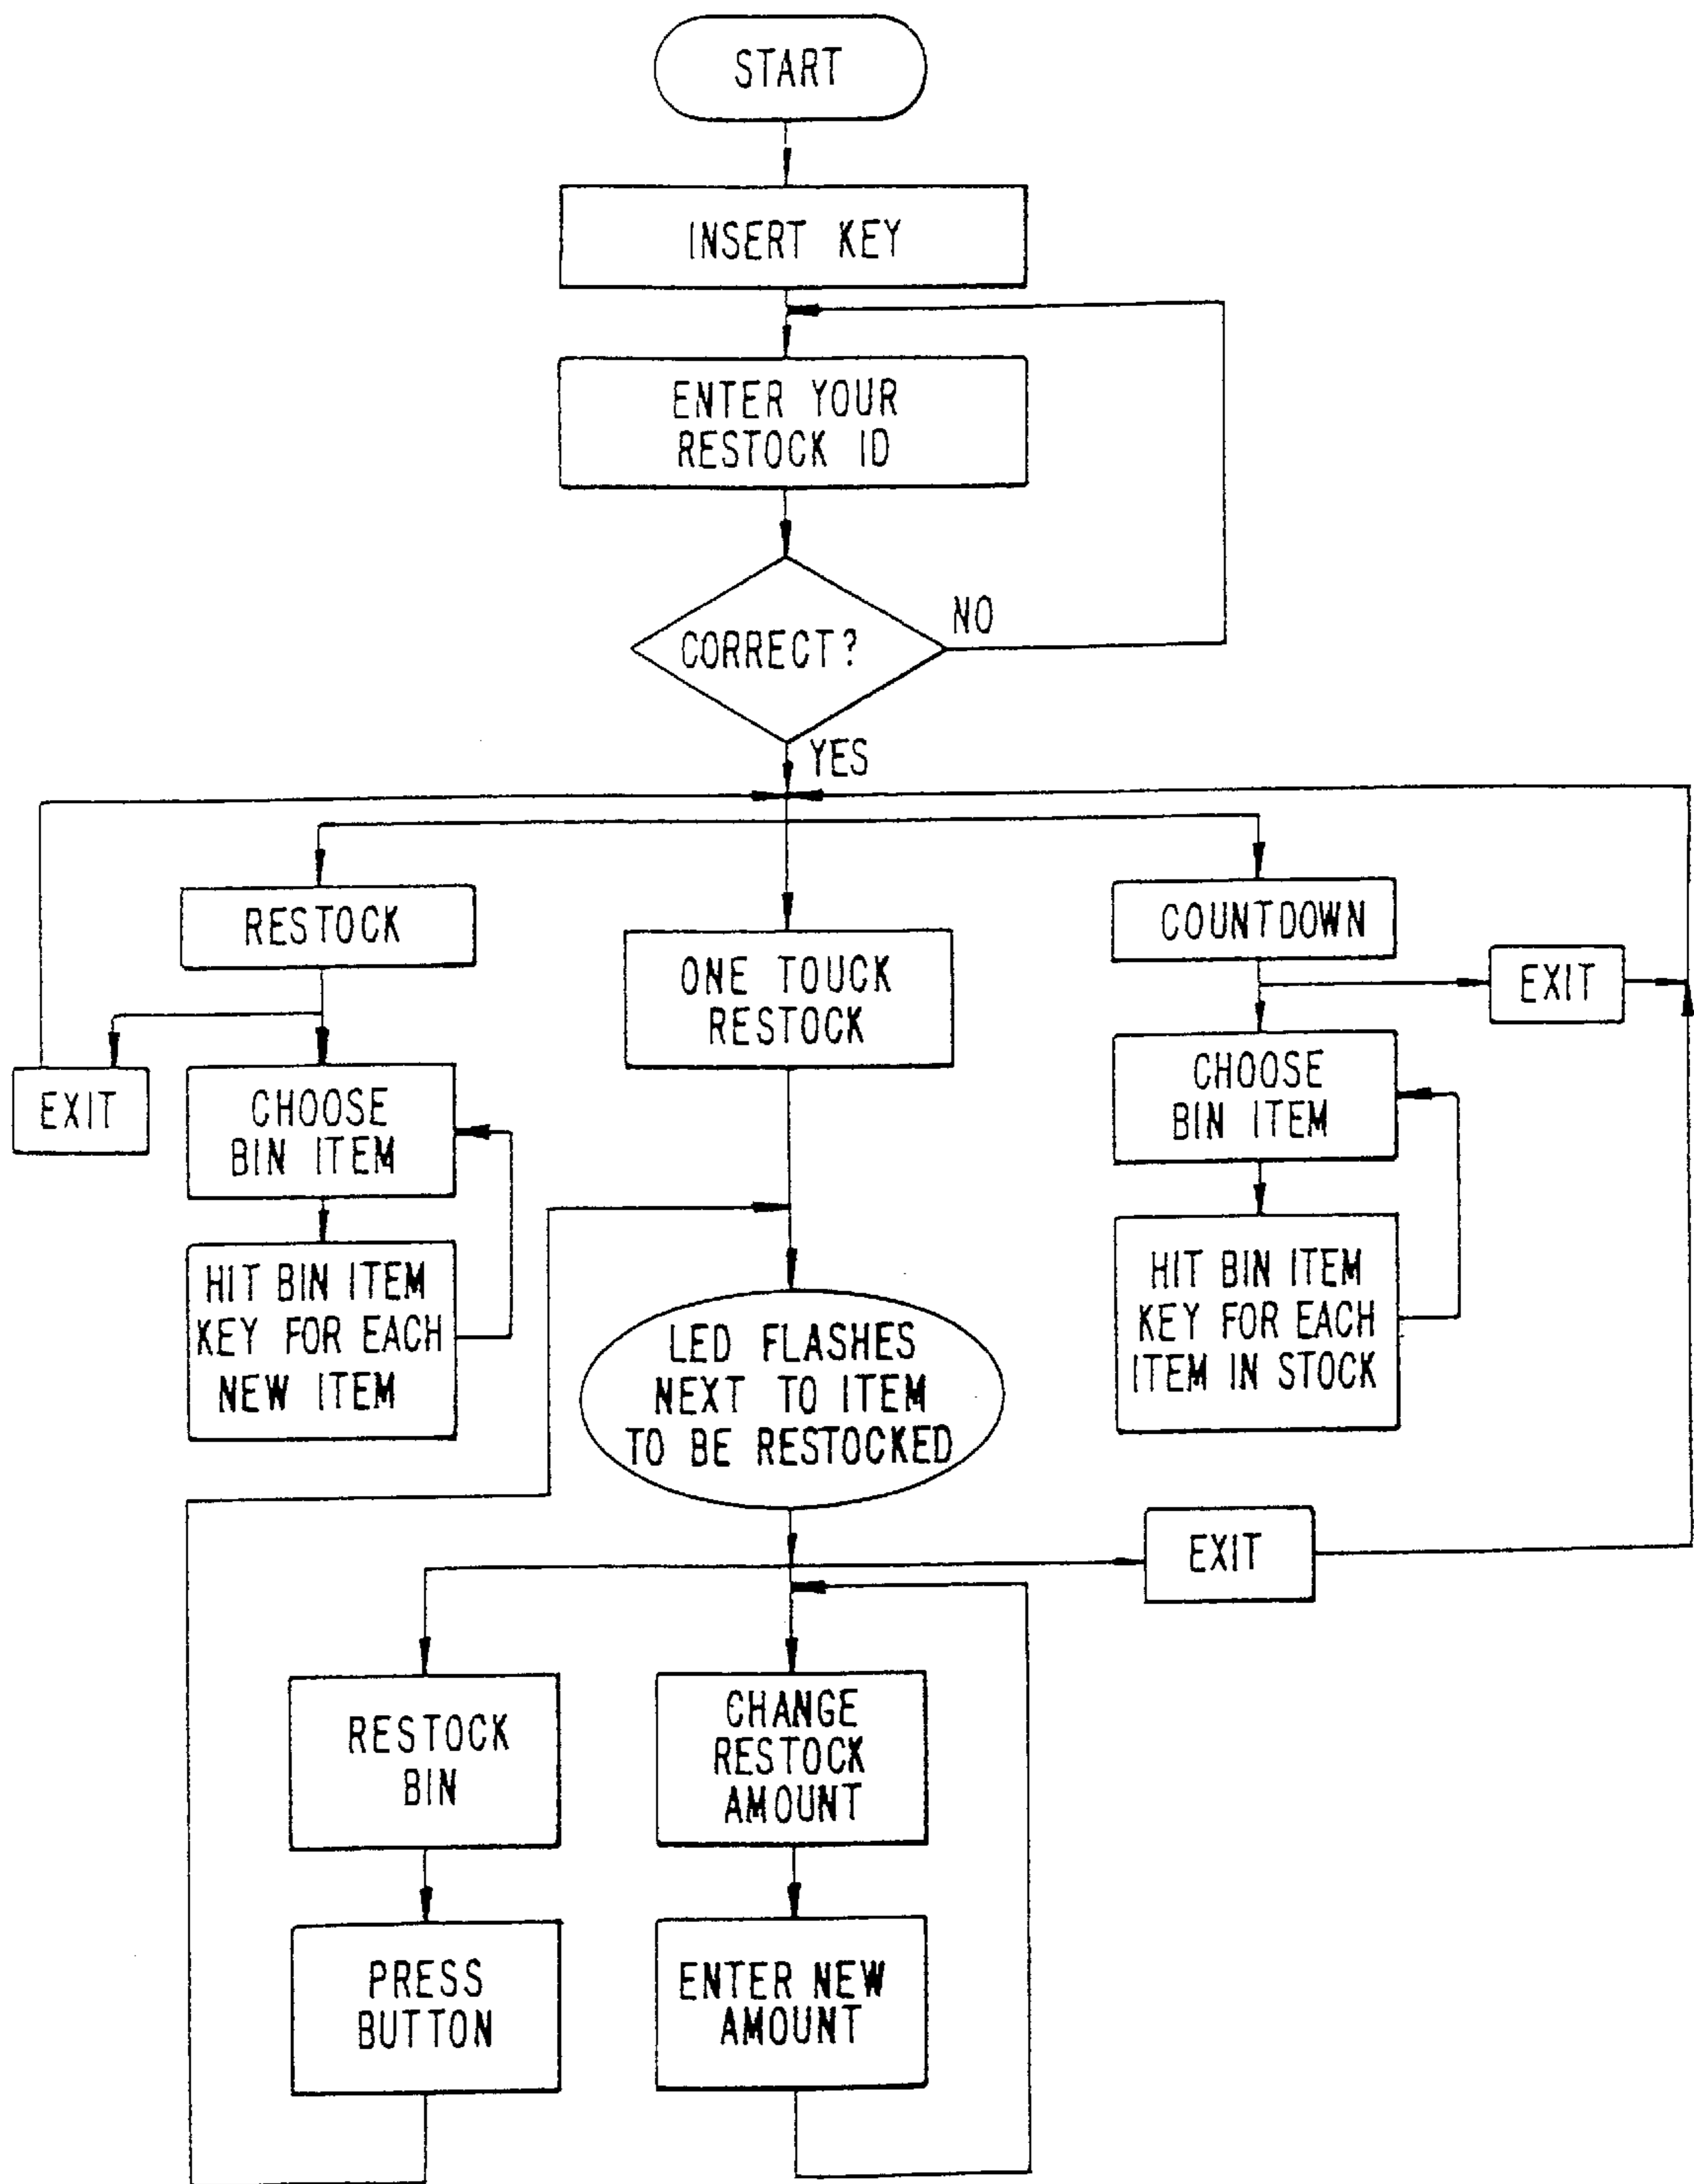 START
INSERT KEY
ENTER YOUR
RESTOCK ID
CORRECT?
NO
YES
RESTOCK
EXIT
CHOOSE
BIN ITEM
HIT BIN ITEM
KEY FOR EACH
NEW ITEM
ONE TOUCK
RESTOCK
LED FLASHES
NEXT TO ITEM
TO BE RESTOCKED
COUNTDOWN
EXIT
CHOOSE
BIN ITEM
HIT BIN ITEM
KEY FOR EACH
ITEM IN STOCK
EXIT
RESTOCK
BIN
PRESS
BUTTON
CHANGE
RESTOCK
AMOUNT
ENTER NEW
AMOUNT